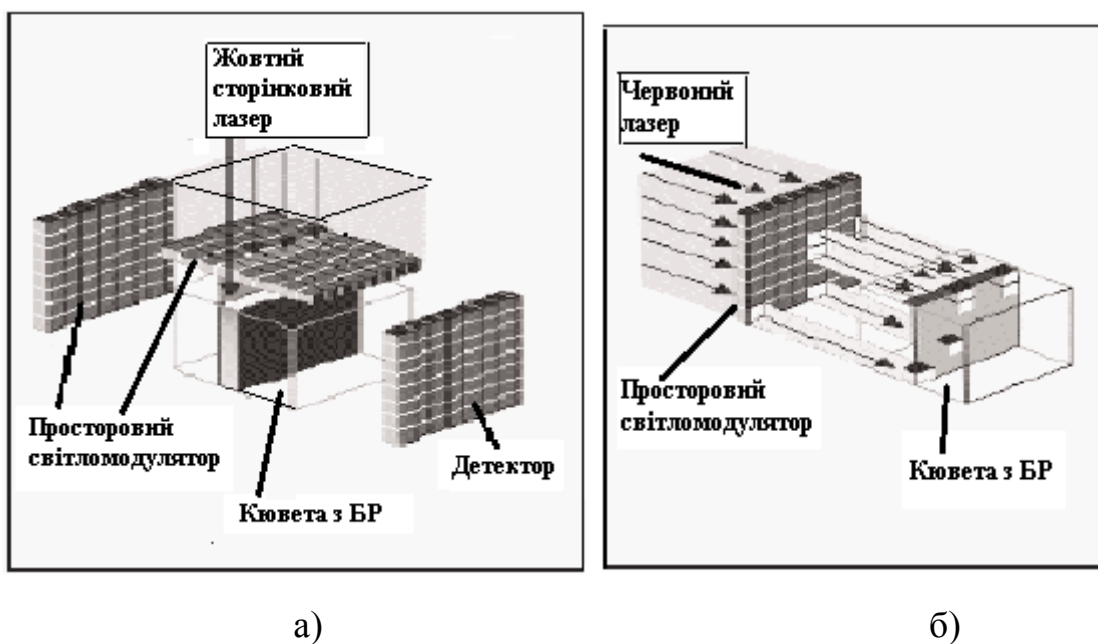 Жовтий
сторінковий
лазер
Просторовий
світломодулятор
Детектор
Кювета з БР
а)
Червоний
лазер
Просторовий
світломодулятор
Кювета з БР
б)